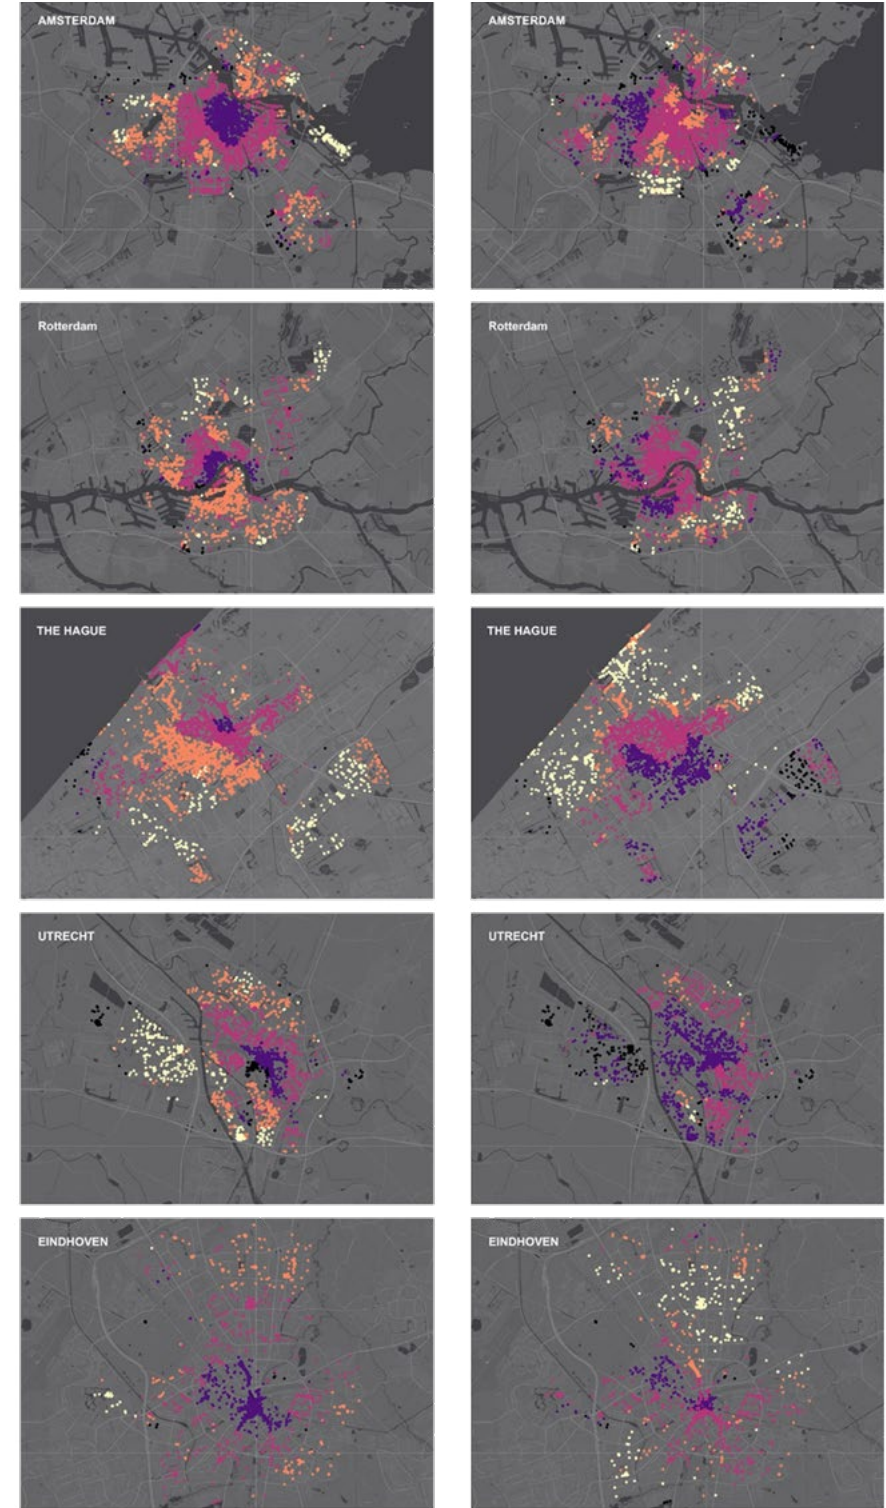 AMSTERDAM
AMSTERDAM
Rotterdam
Rotterdam
THE HAGUE
THE HAGUE
UTRECHT
UTRECHT
EINDHOVEN
EINDHOVEN